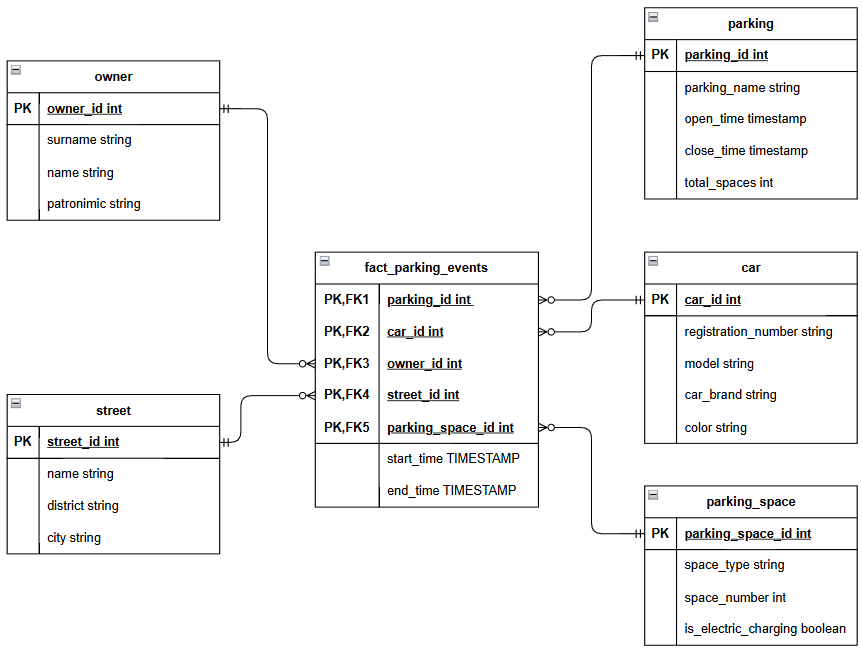 parking
PK parking_id int
parking_name string
open_time timestamp
close_time timestamp
total_spaces int
owner
PK owner_id int
surname string
name string
patronimic string
fact_parking_events
PK,FK1 parking_id int
PK,FK2 car_id int
PK,FK3 owner_id int
PK,FK4 street_id int
PK,FK5 parking_space_id int
start_time TIMESTAMP
end_time TIMESTAMP
car
PK car_id int
registration_number string
model string
car_brand string
color string
street
PK street_id int
name string
district string
city string
parking_space
PK parking_space_id int
space_type string
space_number int
is_electric_charging boolean